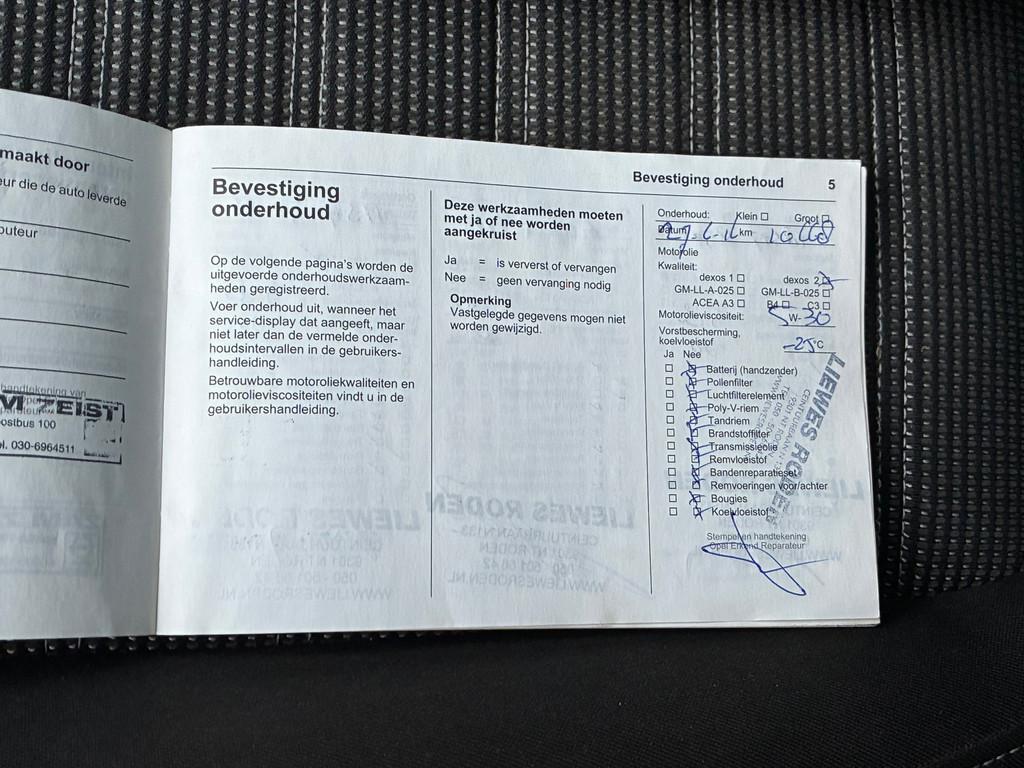 maakt door
eur die de auto leverde
outeur
handtekening van
M ZEIST
ostbus 100
el. 030-6964511
Bevestiging onderhoud 5
Bevestiging
onderhoud
Op de volgende pagina's worden de
uitgevoerde onderhoudswerkzaam-
heden geregistreerd.
Voer onderhoud uit, wanneer het
service-display dat aangeeft, maar
niet later dan de vermelde onder-
houdsintervallen in de gebruikers-
handleiding.
Betrouwbare motoroliekwaliteiten en
motorolieviscositeiten vindt u in de
gebruikershandleiding.
Deze werkzaamheden moeten
met ja of nee worden
aangekruist
Ja = is ververst of vervangen
Nee = geen vervanging nodig
Opmerking
Vastgelegde gegevens mogen niet
worden gewijzigd.
Onderhoud: Klein Groot
Datum km
Motorolie
Kwaliteit:
dexos 1 dexos 2
GM-LL-A-025 GM-LL-B-025
ACEA A3 B4 C3
Motorolieviscositeit: 5W-30
Vorstbescherming,
koelvloeistof -25°C
Ja Nee
Batterij (handzender)
Pollenfilter
Luchtfilterelement
Poly-V-riem
Tandriem
Brandstoffilter
Transmissieolie
Remvloeistof
Bandenreparatieset
Remvoeringen voor/achter
Bougies
Koelvloeistof
LIEWES RODEN
Stempel en handtekening
Opel Erkend Reparateur